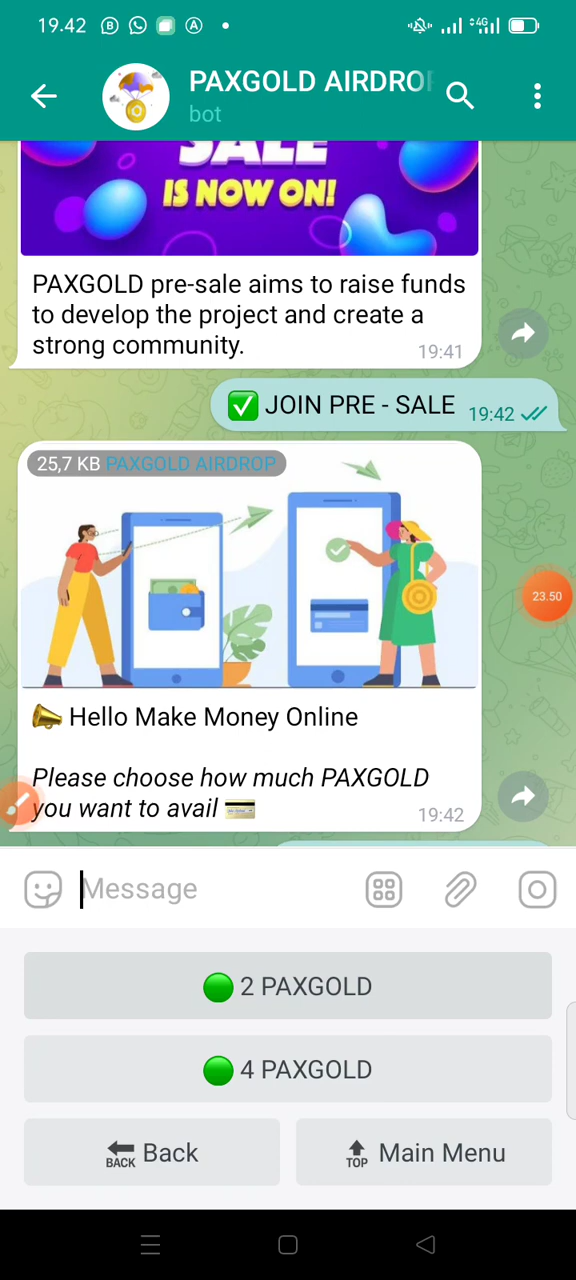 19.42
PAXGOLD AIRDROP
bot
SALE
IS NOW ON!
PAXGOLD pre-sale aims to raise funds
to develop the project and create a
strong community.
19:41
✅ JOIN PRE - SALE 19:42
25,7 KB PAXGOLD AIRDROP
23.50
📣 Hello Make Money Online
Please choose how much PAXGOLD
you want to avail 💳
19:42
Message
🟢 2 PAXGOLD
🟢 4 PAXGOLD
🔙 Back
🔝 Main Menu